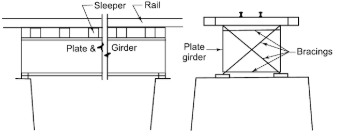 Sleeper
Rail
Plate &
Girder
Plate
girder
Bracings